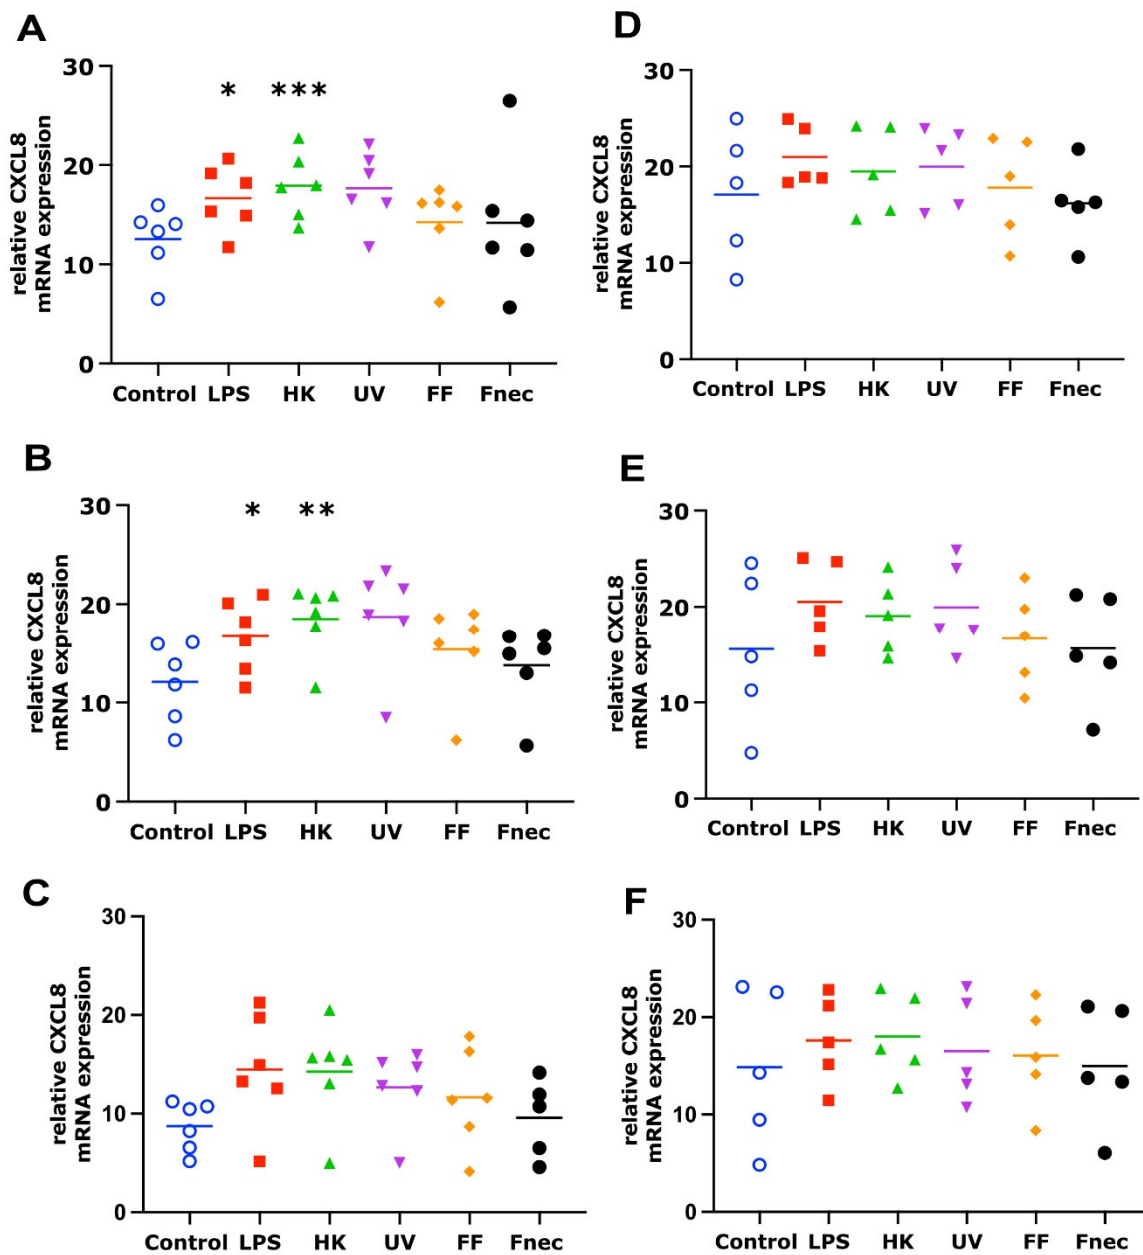 A
relative CXCL8
mRNA expression
30
20
10
0
* ***
Control LPS HK UV FF Fnec
D
relative CXCL8
mRNA expression
30
20
10
0
Control LPS HK UV FF Fnec
B
relative CXCL8
mRNA expression
30
20
10
0
* **
Control LPS HK UV FF Fnec
E
relative CXCL8
mRNA expression
30
20
10
0
Control LPS HK UV FF Fnec
C
relative CXCL8
mRNA expression
30
20
10
0
Control LPS HK UV FF Fnec
F
relative CXCL8
mRNA expression
30
20
10
0
Control LPS HK UV FF Fnec